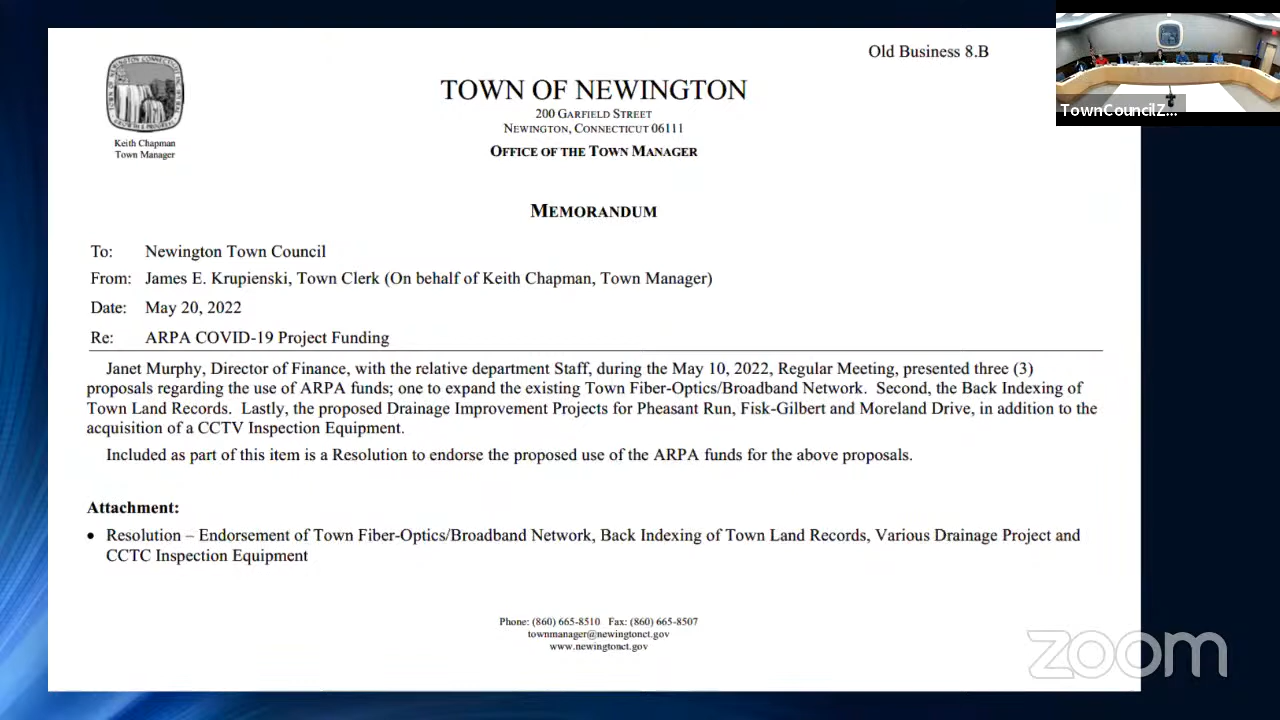 Old Business 8.B
TOWN OF NEWINGTON
200 GARFIELD STREET
NEWINGTON, CONNECTICUT 06111
OFFICE OF THE TOWN MANAGER
Keith Chapman
Town Manager
MEMORANDUM
To: Newington Town Council
From: James E. Krupienski, Town Clerk (On behalf of Keith Chapman, Town Manager)
Date: May 20, 2022
Re: ARPA COVID-19 Project Funding
Janet Murphy, Director of Finance, with the relative department Staff, during the May 10, 2022, Regular Meeting, presented three (3)
proposals regarding the use of ARPA funds; one to expand the existing Town Fiber-Optics/Broadband Network. Second, the Back Indexing of
Town Land Records. Lastly, the proposed Drainage Improvement Projects for Pheasant Run, Fisk-Gilbert and Moreland Drive, in addition to the
acquisition of a CCTV Inspection Equipment.
Included as part of this item is a Resolution to endorse the proposed use of the ARPA funds for the above proposals.
Attachment:
• Resolution – Endorsement of Town Fiber-Optics/Broadband Network, Back Indexing of Town Land Records, Various Drainage Project and
CCTC Inspection Equipment
Phone: (860) 665-8510 Fax: (860) 665-8507
townmanager@newingtonct.gov
www.newingtonct.gov
TownCouncilZ...
zoom